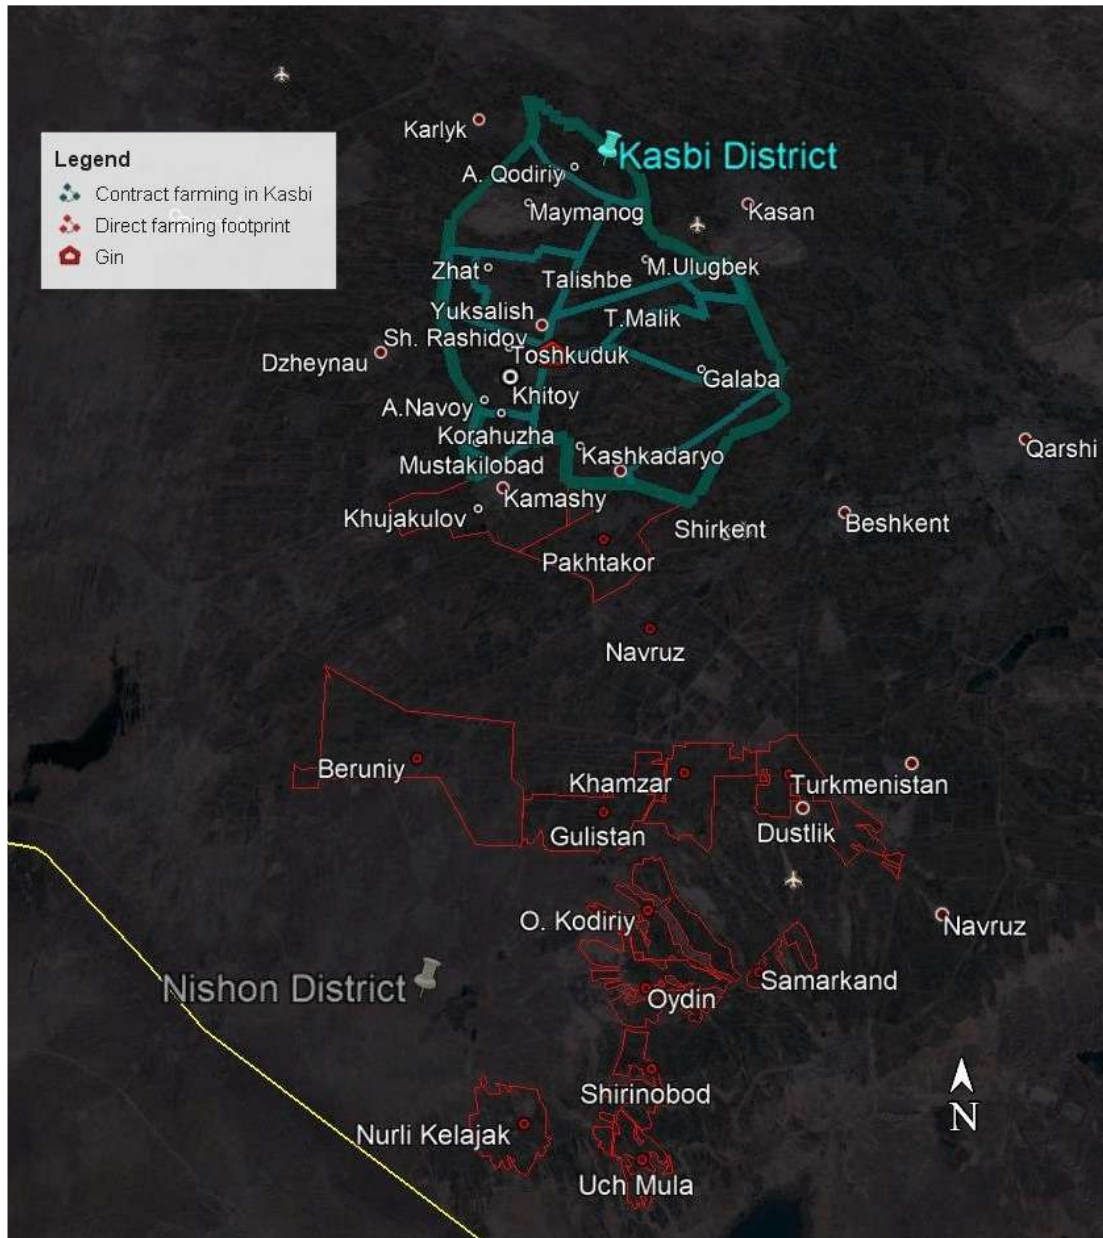 Karlyk
Kasbi District
Legend
Contract farming in Kasbi
Direct farming footprint
Gin
A. Qodiriy
Maymanog
Kasan
Zhat
Talishbe
M.Ulugbek
Yuksalish
T.Malik
Sh. Rashidov
Toshkuduk
Dzheynau
Galaba
Khitoy
A.Navoy
Korahuzha
Kashkadaryo
Qarshi
Mustakilobad
Kamashy
Khujakulov
Shirkent
Beshkent
Pakhtakor
Navruz
Beruniy
Khamzar
Turkmenistan
Gulistan
Dustlik
O. Kodiriy
Navruz
Nishon District
Samarkand
Oydin
Shirinobod
N
Nurli Kelajak
Uch Mula